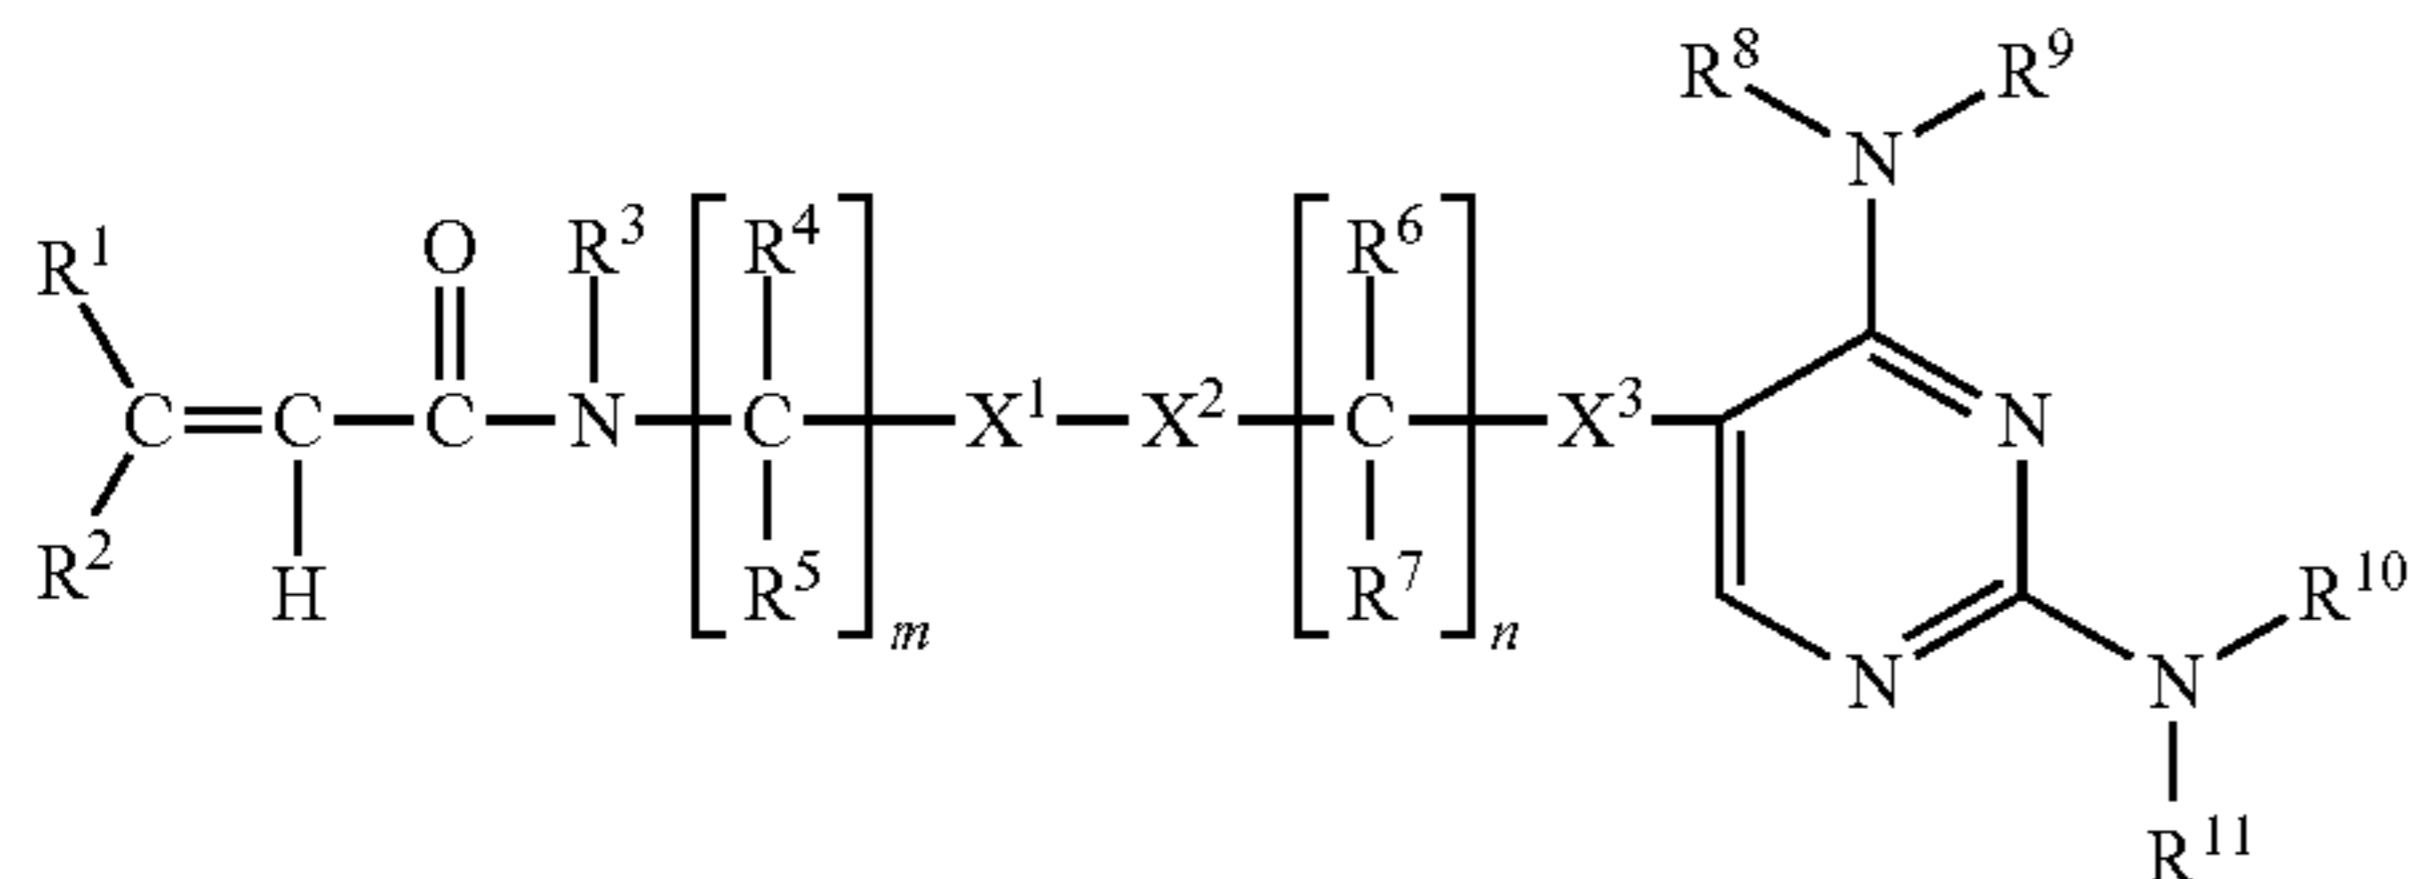 R⁸ R⁹
N
R¹ O R³ R⁴ R⁶
C C C N C X¹ X² C X³ N
R² H R⁵ m R⁷ n R¹⁰
N N
R¹¹